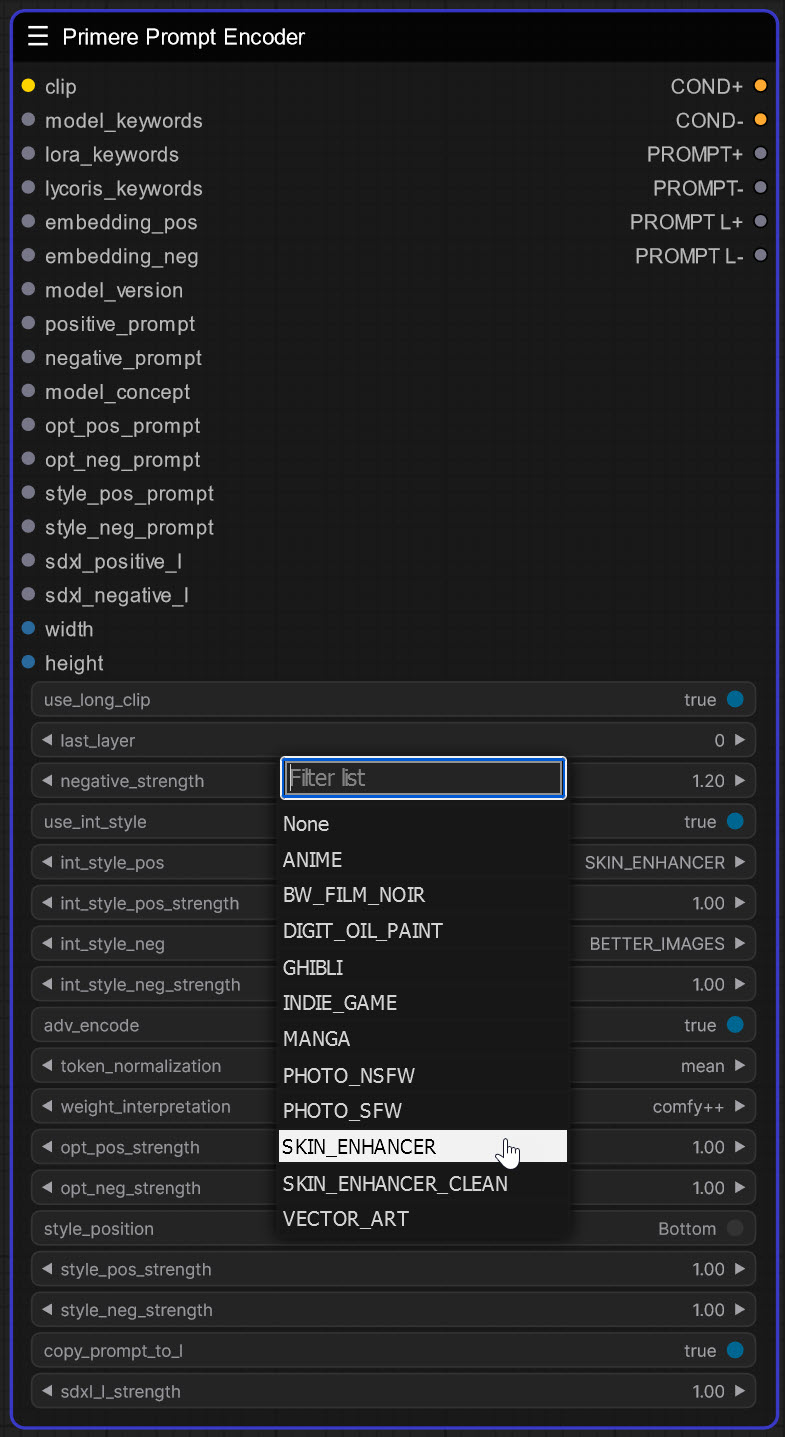 Primere Prompt Encoder
clip COND+
model_keywords COND-
lora_keywords PROMPT+
lycoris_keywords PROMPT-
embedding_pos PROMPT L+
embedding_neg PROMPT L-
model_version
positive_prompt
negative_prompt
model_concept
opt_pos_prompt
opt_neg_prompt
style_pos_prompt
style_neg_prompt
sdxl_positive_l
sdxl_negative_l
width
height
use_long_clip true
last_layer 0
negative_strength 1.20
use_int_style true
int_style_pos SKIN_ENHANCER
int_style_pos_strength 1.00
int_style_neg BETTER_IMAGES
int_style_neg_strength 1.00
adv_encode true
token_normalization mean
weight_interpretation comfy++
opt_pos_strength 1.00
opt_neg_strength 1.00
style_position Bottom
style_pos_strength 1.00
style_neg_strength 1.00
copy_prompt_to_l true
sdxl_l_strength 1.00
Filter list
None
ANIME
BW_FILM_NOIR
DIGIT_OIL_PAINT
GHIBLI
INDIE_GAME
MANGA
PHOTO_NSFW
PHOTO_SFW
SKIN_ENHANCER
SKIN_ENHANCER_CLEAN
VECTOR_ART